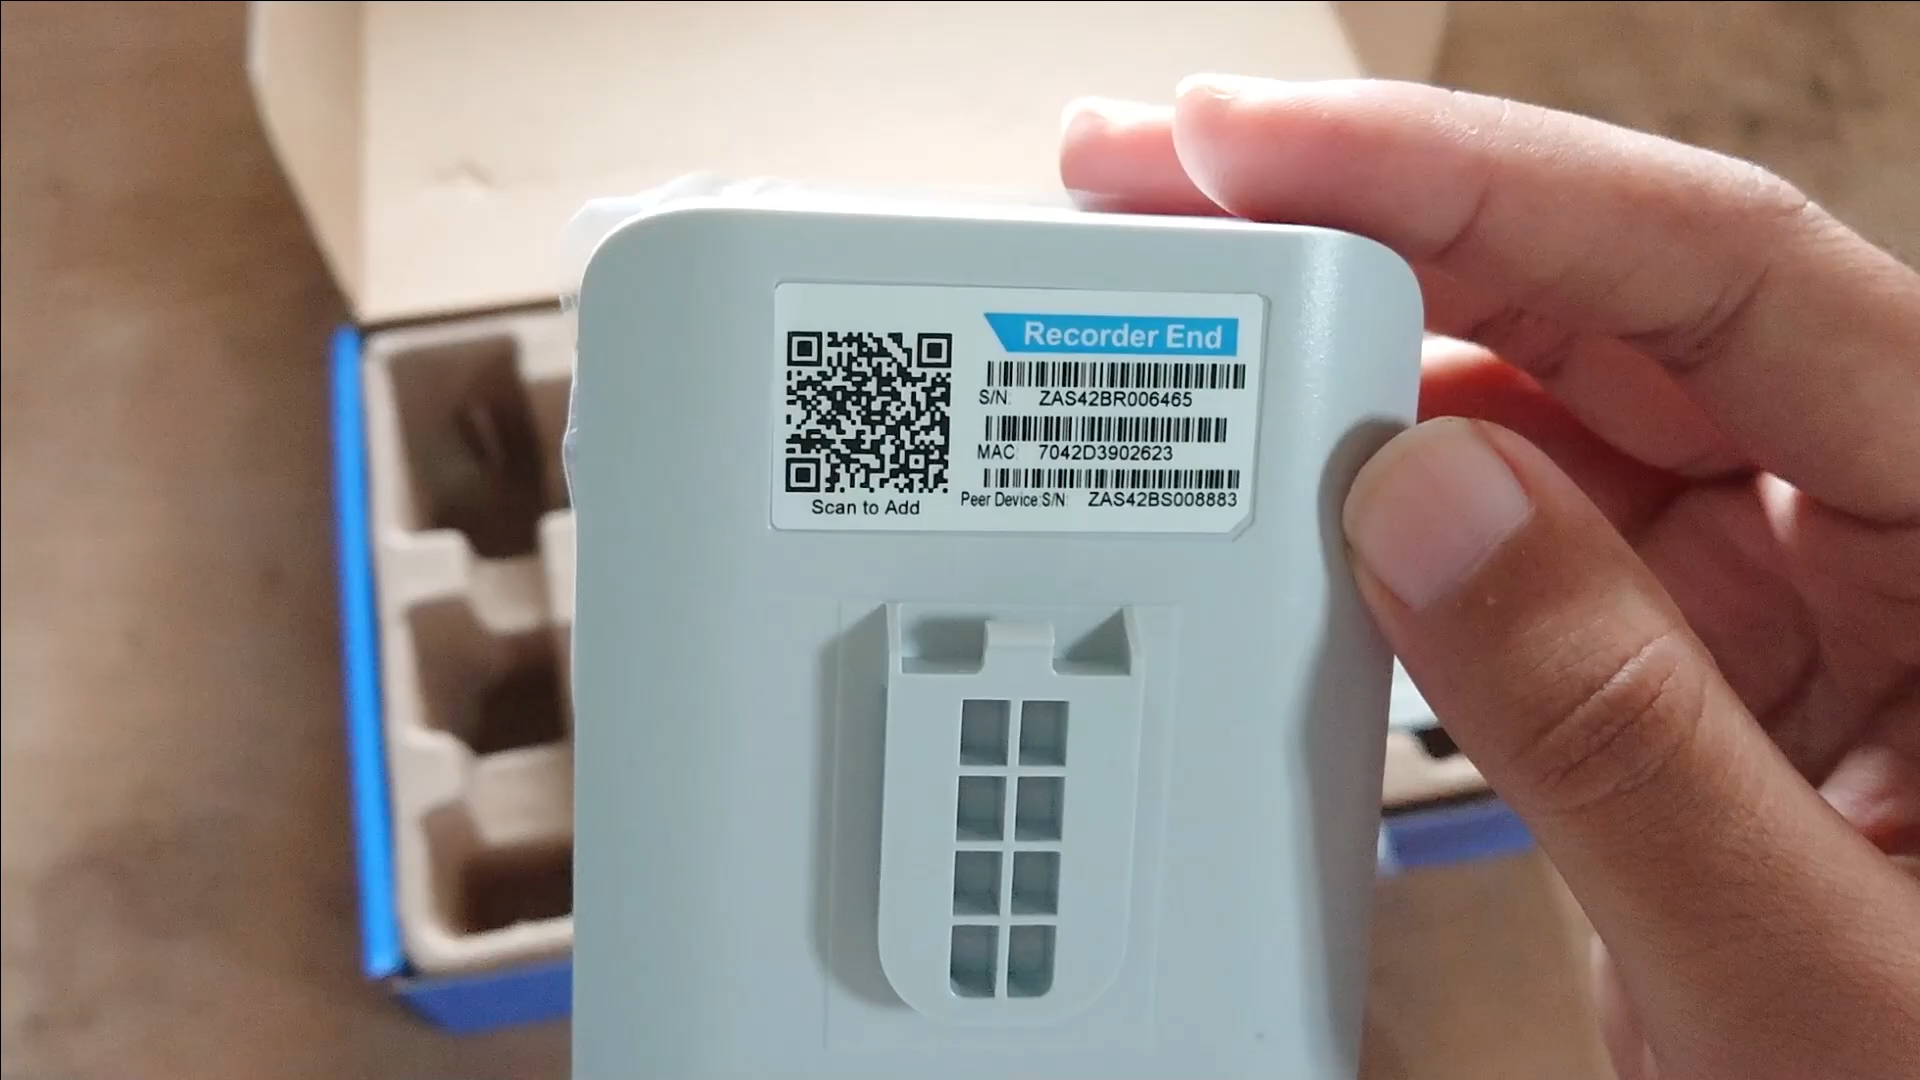 Recorder End
S/N: ZAS42BR006465
MAC: 7042D3902623
Peer Device S/N: ZAS42BS008883
Scan to Add